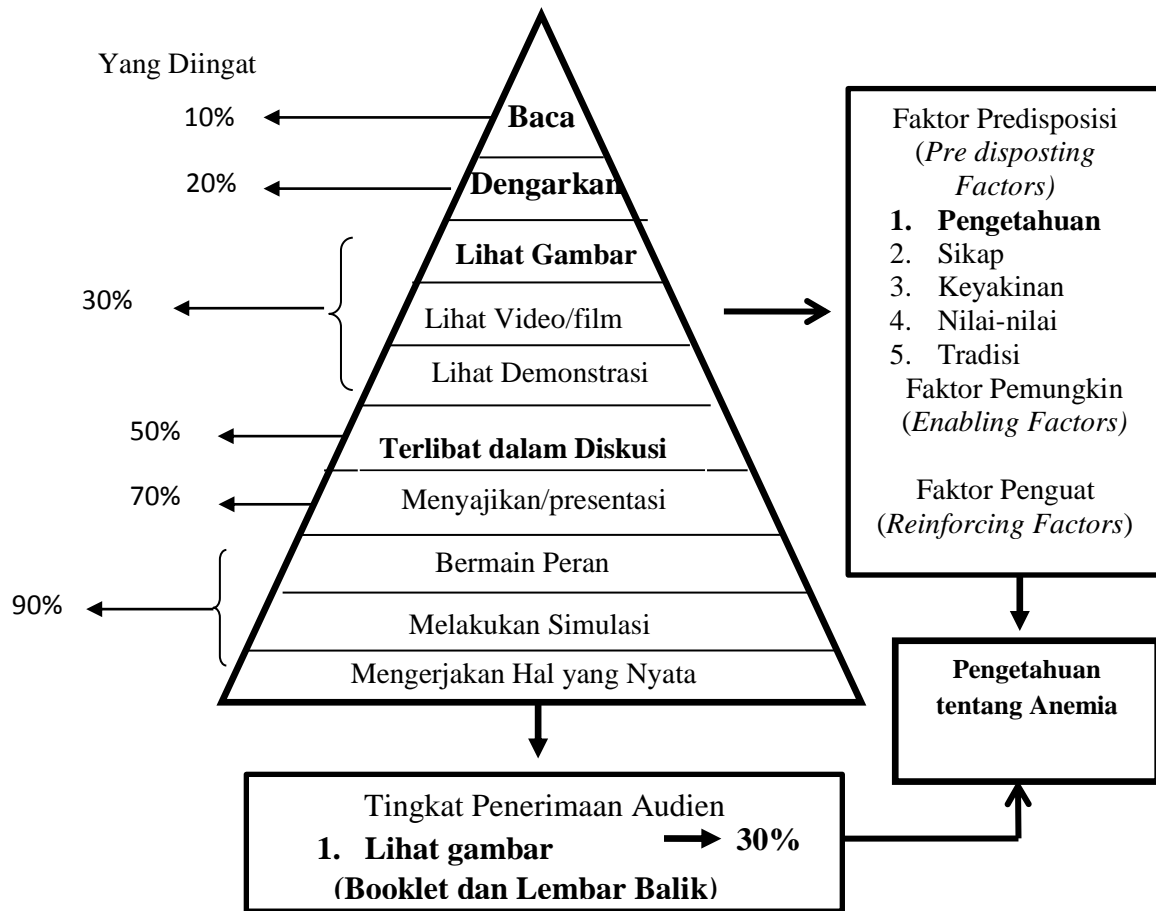 Yang Diingat
10%
Baca
20%
Dengarkan
Lihat Gambar
30%
Lihat Video/film
Lihat Demonstrasi
50%
Terlibat dalam Diskusi
70%
Menyajikan/presentasi
Bermain Peran
90%
Melakukan Simulasi
Mengerjakan Hal yang Nyata
Faktor Predisposisi
(Pre disposting
Factors)
1. Pengetahuan
2. Sikap
3. Keyakinan
4. Nilai-nilai
5. Tradisi
Faktor Pemungkin
(Enabling Factors)
Faktor Penguat
(Reinforcing Factors)
Pengetahuan
tentang Anemia
Tingkat Penerimaan Audien
1. Lihat gambar
30%
(Booklet dan Lembar Balik)